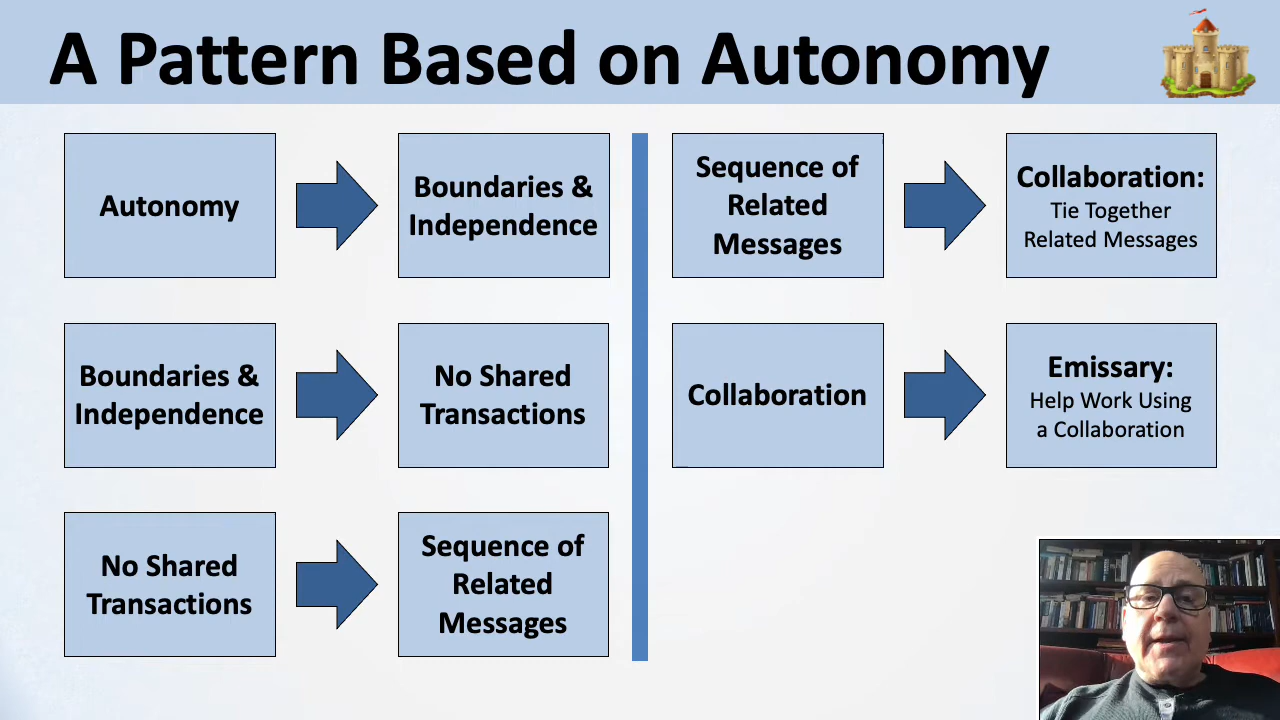 A Pattern Based on Autonomy
Autonomy
Boundaries &
Independence
Boundaries &
Independence
No Shared
Transactions
No Shared
Transactions
Sequence of
Related
Messages
Sequence of
Related
Messages
Collaboration:
Tie Together
Related Messages
Collaboration
Emissary:
Help Work Using
a Collaboration